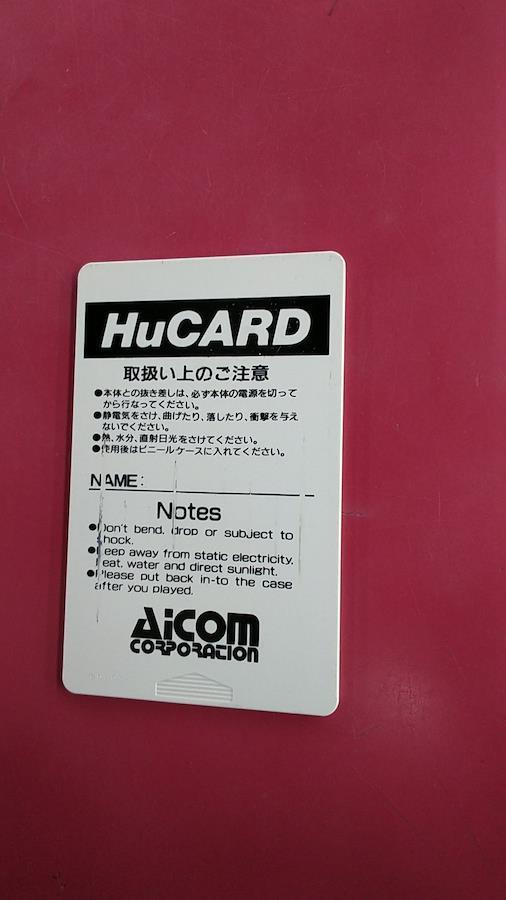 HuCARD
取扱い上のご注意
●本体との抜き差しは、必ず本体の電源を切って
から行なってください。
●静電気をさけ、曲げたり、落したり、衝撃を与え
ないでください。
●熱、水分、直射日光をさけてください。
●使用後はビニールケースに入れてください。
NAME:
Notes
●Don't bend, drop or subject to
shock.
●Keep away from static electricity,
heat, water and direct sunlight.
●Please put back in-to the case
after you played.
AiCOM
CORPORATION